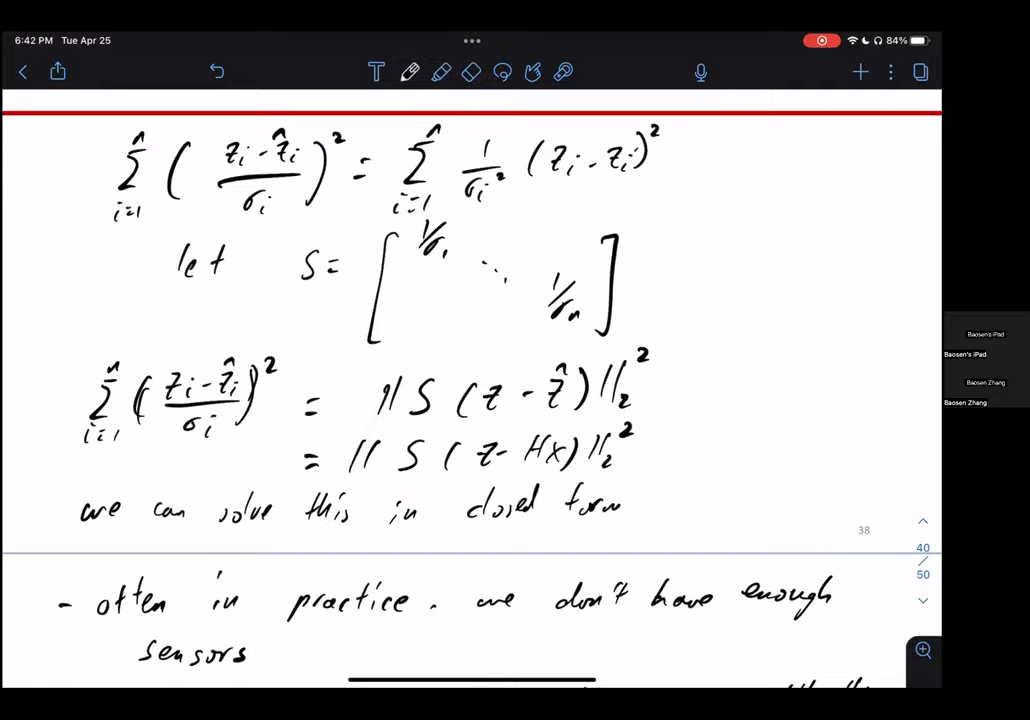 6:42 PM Tue Apr 25
84%
∑_{i=1}^{n} ( (z_i - ẑ_i) / σ_i )^2 = ∑_{i=1}^{n} 1/σ_i^2 (z_i - z_i)^2
let S = [ 1/σ_1 ⋱ 1/σ_n ]
∑_{i=1}^{n} ( (z_i - ẑ_i) / σ_i )^2 = || S (z - ẑ) ||_2^2
= || S (z - Hx) ||_2^2
we can solve this in closed form
38
40
/
50
- often in practice. we don't have enough
sensors
Baosen's iPad
Baosen's iPad
Baosen Zhang
Baosen Zhang